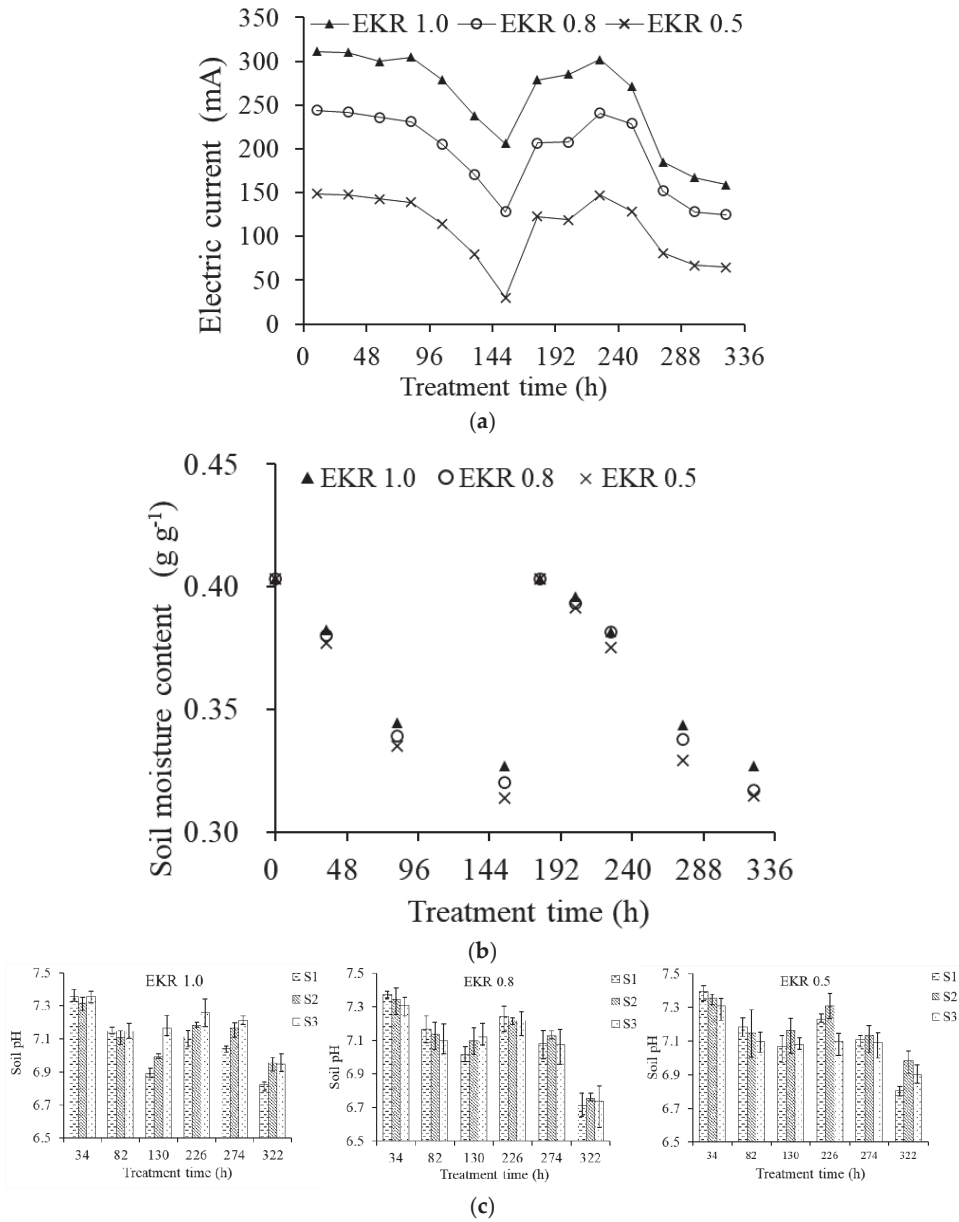 EKR 1.0 EKR 0.8 EKR 0.5
Electric current (mA)
350
300
250
200
150
100
50
0
0 48 96 144 192 240 288 336
Treatment time (h)
(a)
EKR 1.0 EKR 0.8 EKR 0.5
Soil moisture content (g g-1)
0.45
0.40
0.35
0.30
0 48 96 144 192 240 288 336
Treatment time (h)
(b)
EKR 1.0
S1
S2
S3
Soil pH
7.5
7.3
7.1
6.9
6.7
6.5
34 82 130 226 274 322
Treatment time (h)
EKR 0.8
S1
S2
S3
Soil pH
7.5
7.3
7.1
6.9
6.7
6.5
34 82 130 226 274 322
Treatment time (h)
EKR 0.5
S1
S2
S3
Soil pH
7.5
7.3
7.1
6.9
6.7
6.5
34 82 130 226 274 322
Treatment time (h)
(c)